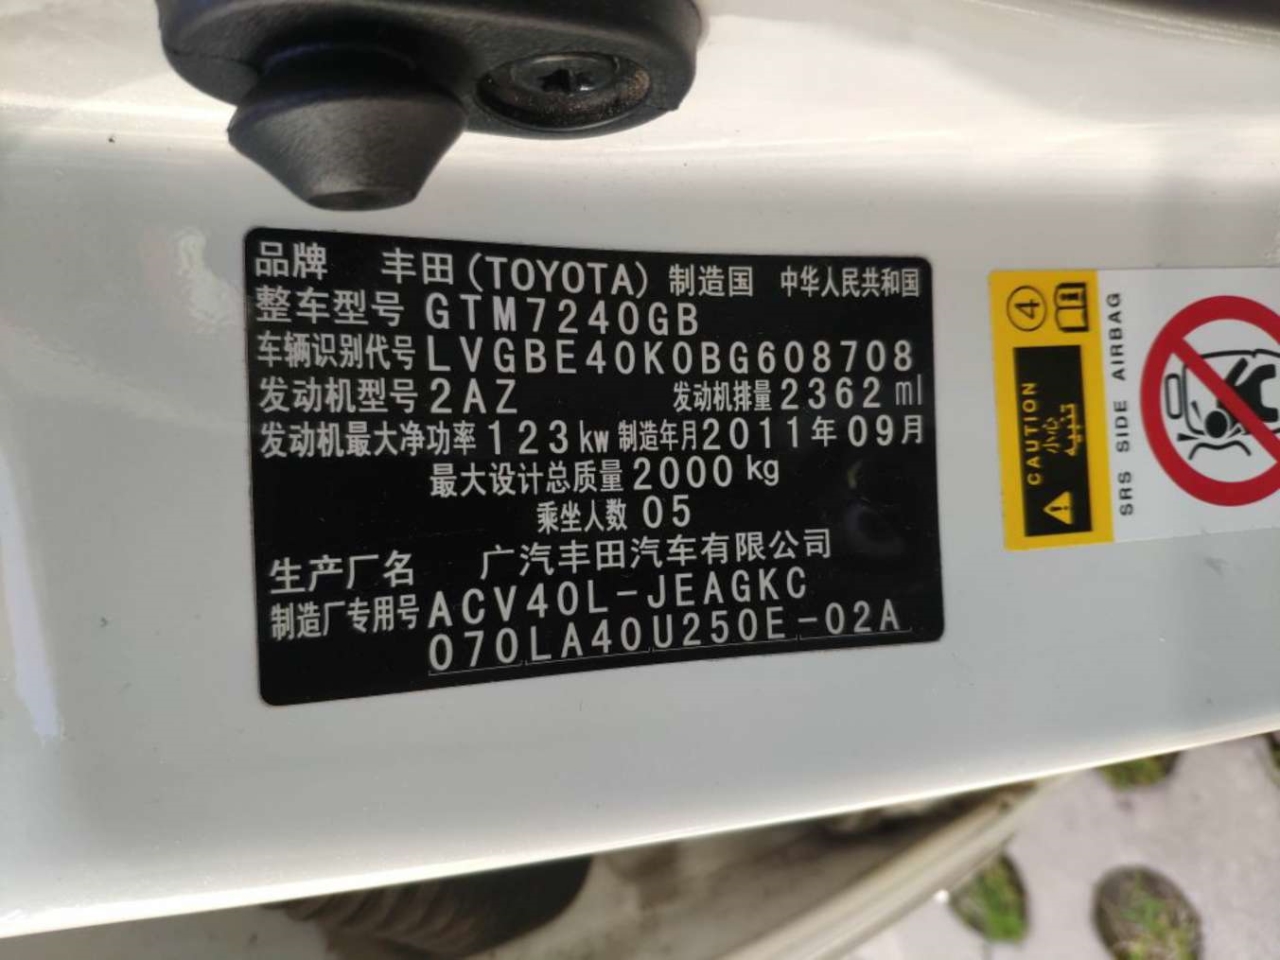 品牌 丰田(TOYOTA) 制造国 中华人民共和国
整车型号 GTM7240GB
车辆识别代号 LVGBE40K0BG608708
发动机型号 2AZ 发动机排量 2362 ml
发动机最大净功率 123 kw 制造年月 2011年 09月
最大设计总质量 2000 kg
乘坐人数 05
生产厂名 广汽丰田汽车有限公司
制造厂专用号 ACV40L-JEAGKC
070LA40U250E-02A
4
CAUTION
SRS SIDE AIRBAG